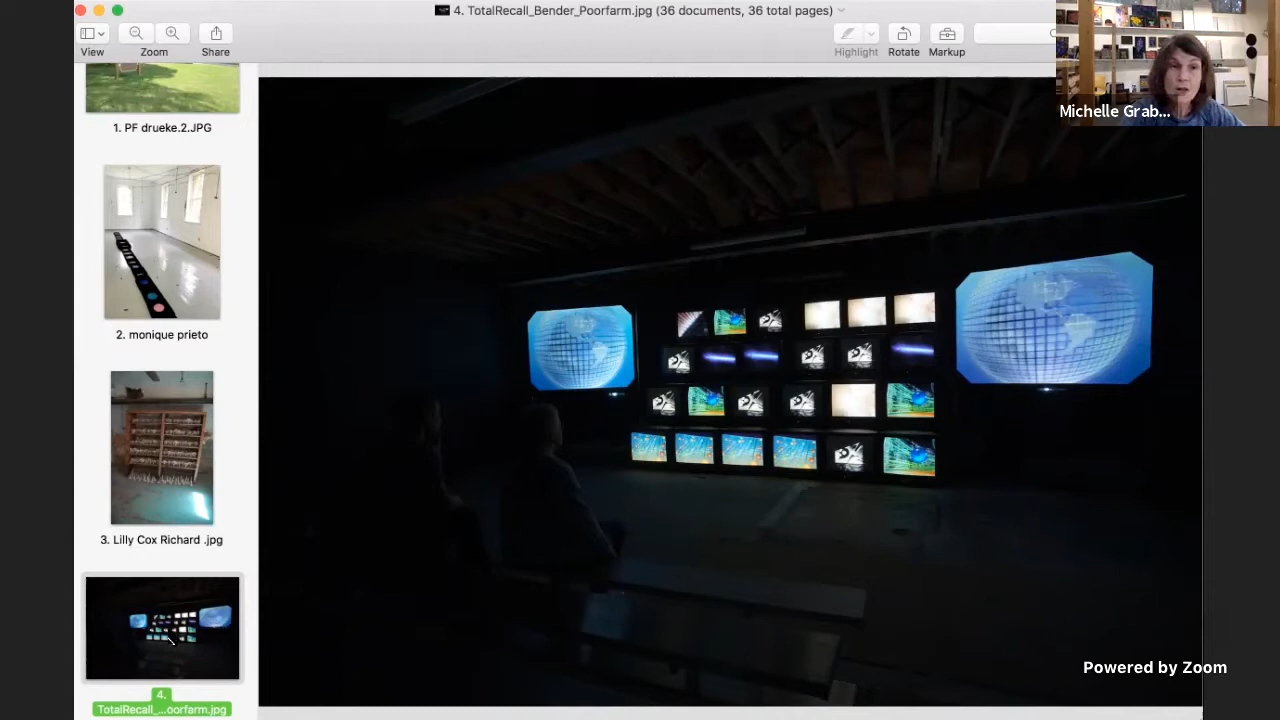 4. TotalRecall_Bender_Poorfarm.jpg (36 documents, 36 total pages)
View
Zoom
Share
Highlight
Rotate
Markup
Michelle Grab...
1. PF drueke.2.JPG
2. monique prieto
3. Lilly Cox Richard .jpg
4.
TotalRecall_...oorfarm.jpg
Powered by Zoom